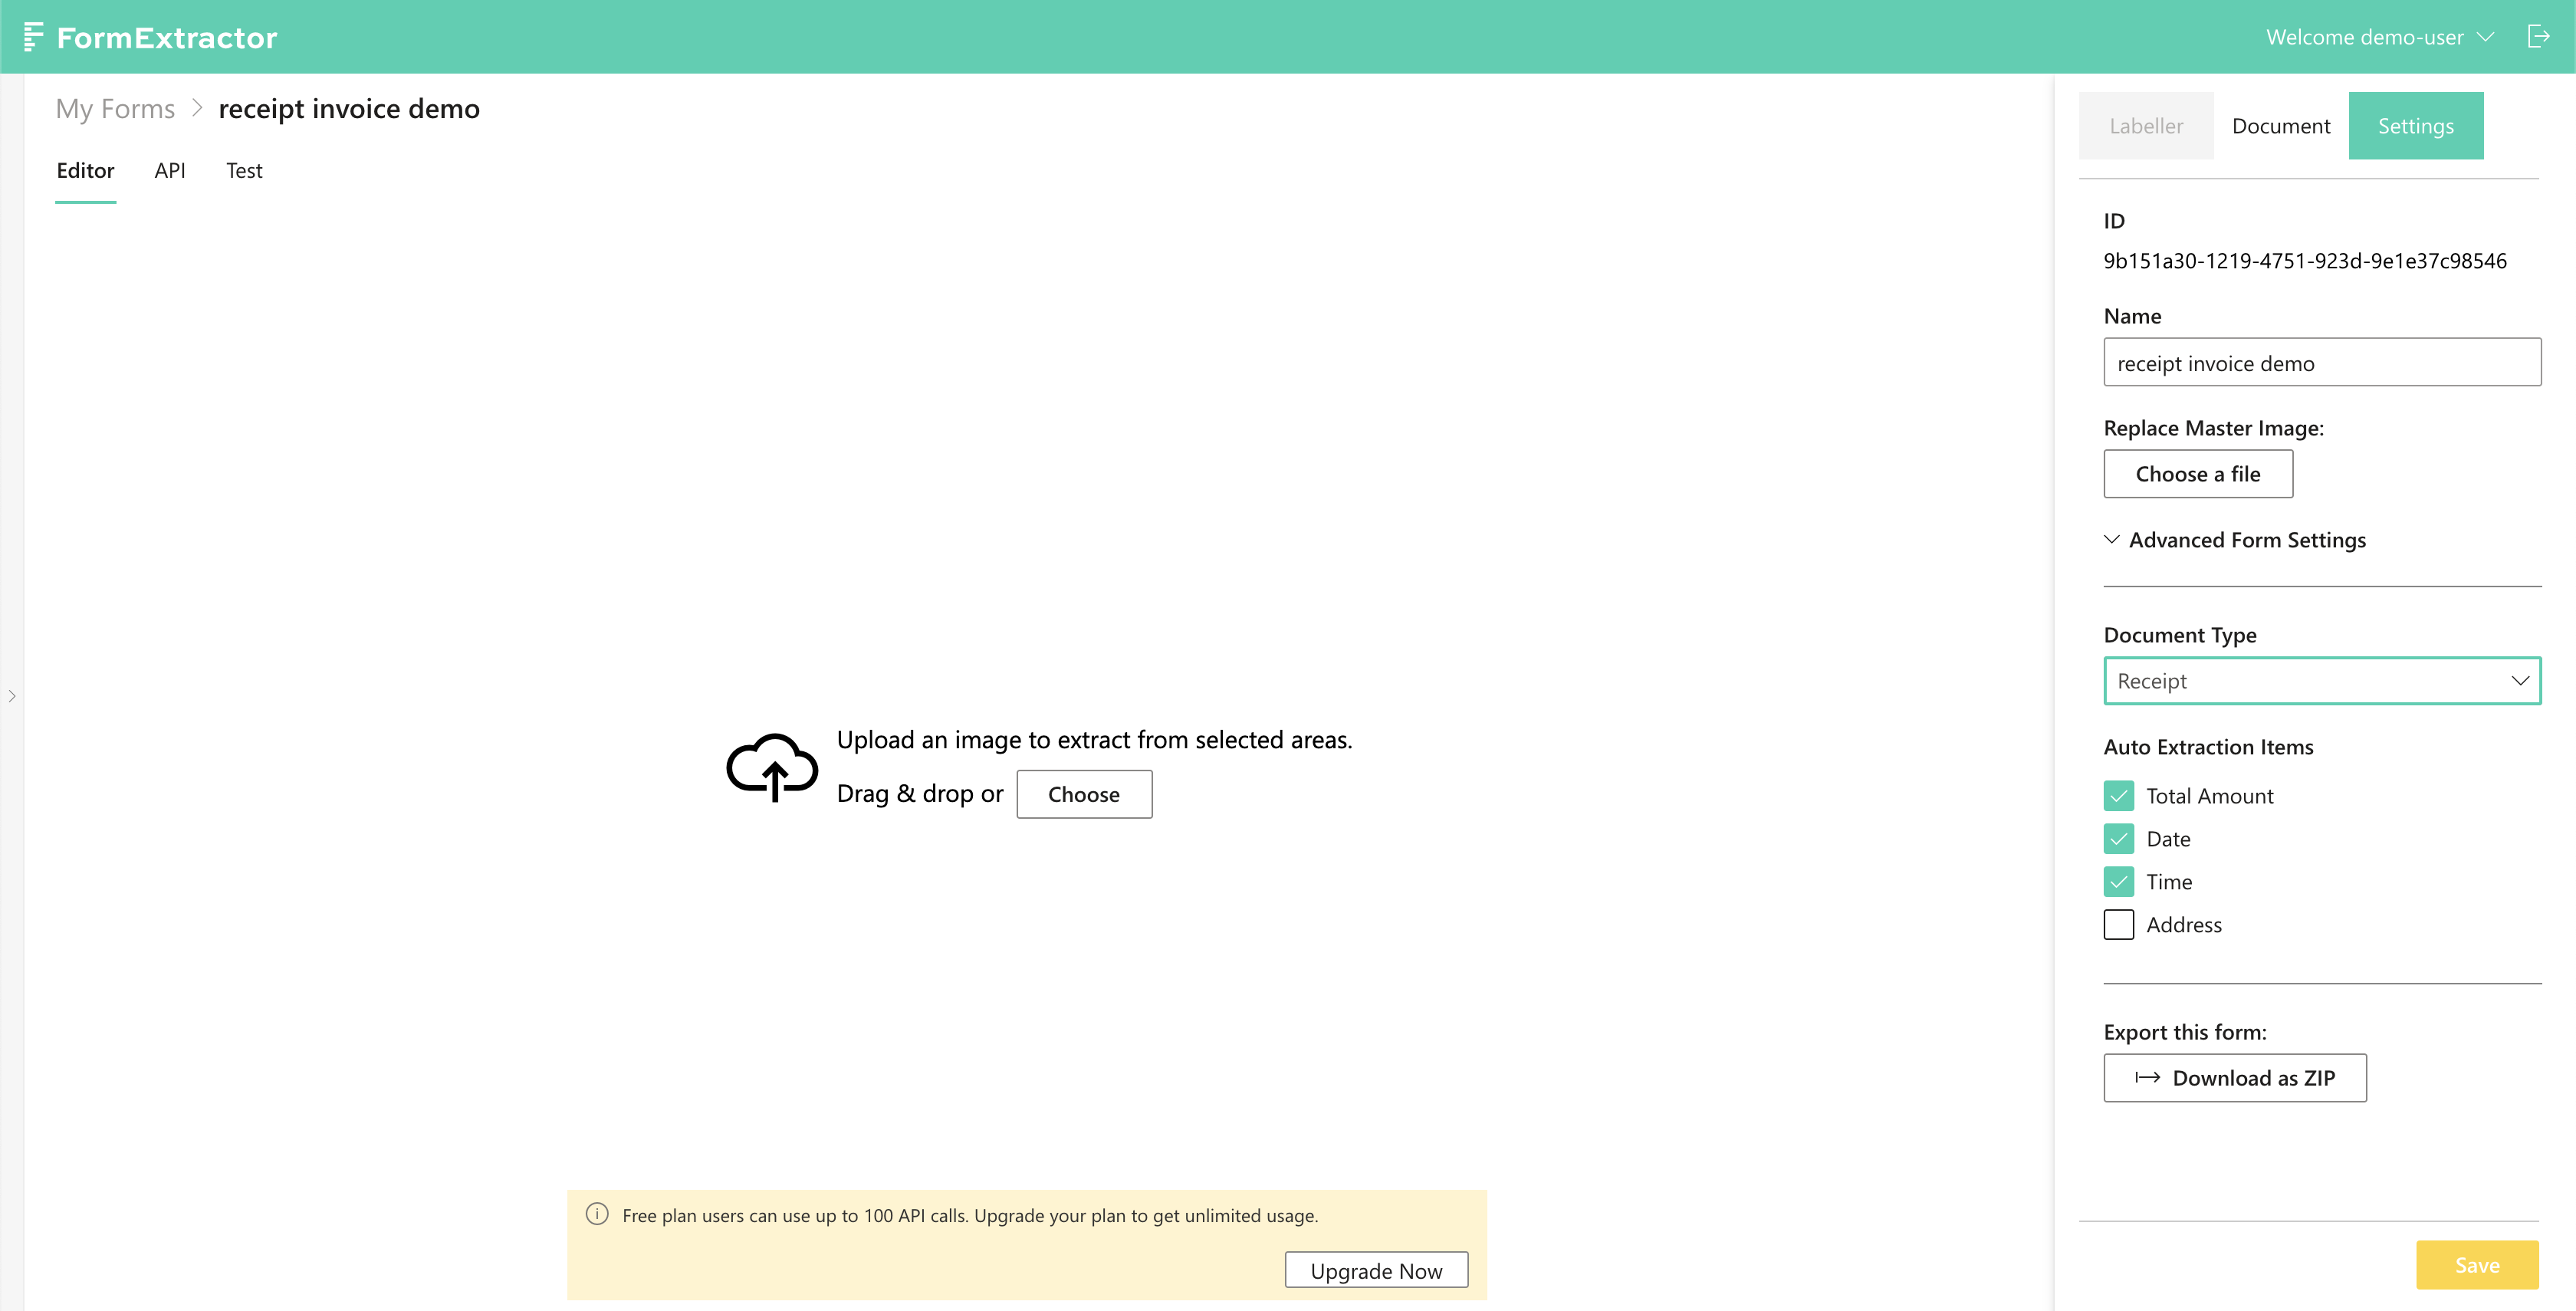 FormExtractor
Welcome demo-user
My Forms > receipt invoice demo
Editor API Test
Upload an image to extract from selected areas.
Drag & drop or Choose
Free plan users can use up to 100 API calls. Upgrade your plan to get unlimited usage.
Upgrade Now
Labeller Document Settings
ID
9b151a30-1219-4751-923d-9e1e37c98546
Name
receipt invoice demo
Replace Master Image:
Choose a file
Advanced Form Settings
Document Type
Receipt
Auto Extraction Items
Total Amount
Date
Time
Address
Export this form:
Download as ZIP
Save